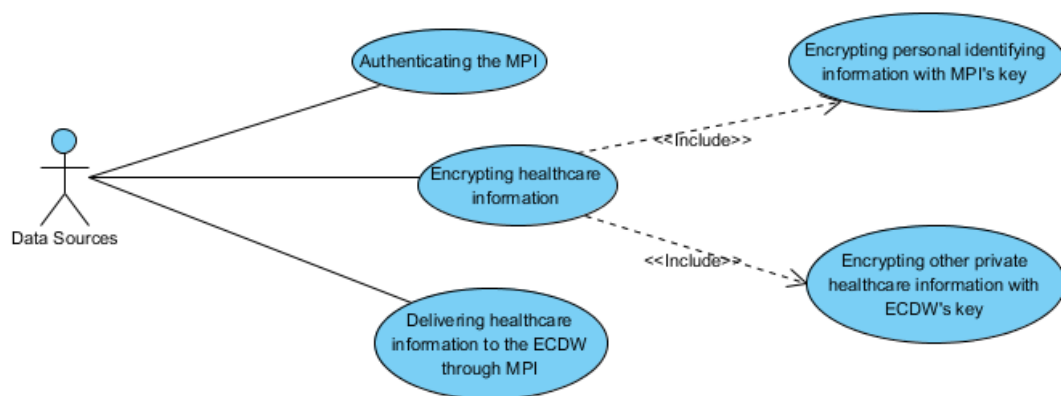 Authenticating the MPI
Encrypting personal identifying
information with MPI's key
<<Include>>
Encrypting healthcare
information
Data Sources
<<Include>>
Encrypting other private
healthcare information with
ECDW's key
Delivering healthcare
information to the ECDW
through MPI